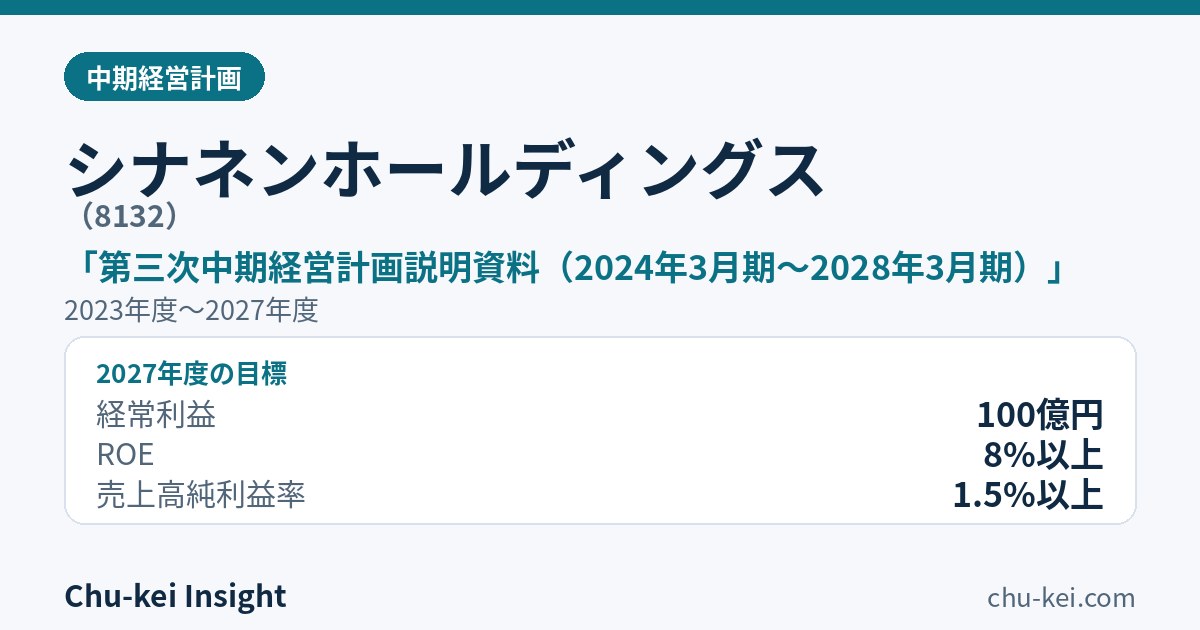 中期経営計画
シナネンホールディングス
（8132）
「第三次中期経営計画説明資料（2024年3月期～2028年3月期）」
2023年度～2027年度
2027年度の目標
経常利益 100億円
ROE 8%以上
売上高純利益率 1.5%以上
Chu-kei Insight chu-kei.com